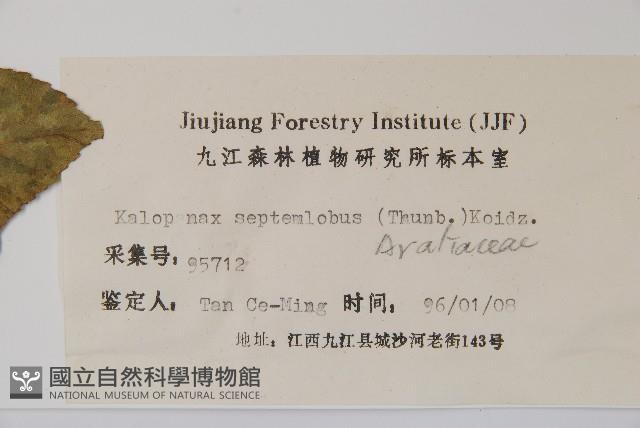 Jiujiang Forestry Institute (JJF)
九江森林植物研究所标本室
Kalopanax septemlobus (Thunb.) Koidz.
Araliaceae
采集号: 95712
鉴定人: Tan Ce-Ming 时间: 96/01/08
地址: 江西九江县城沙河老街143号
國立自然科學博物館
NATIONAL MUSEUM OF NATURAL SCIENCE